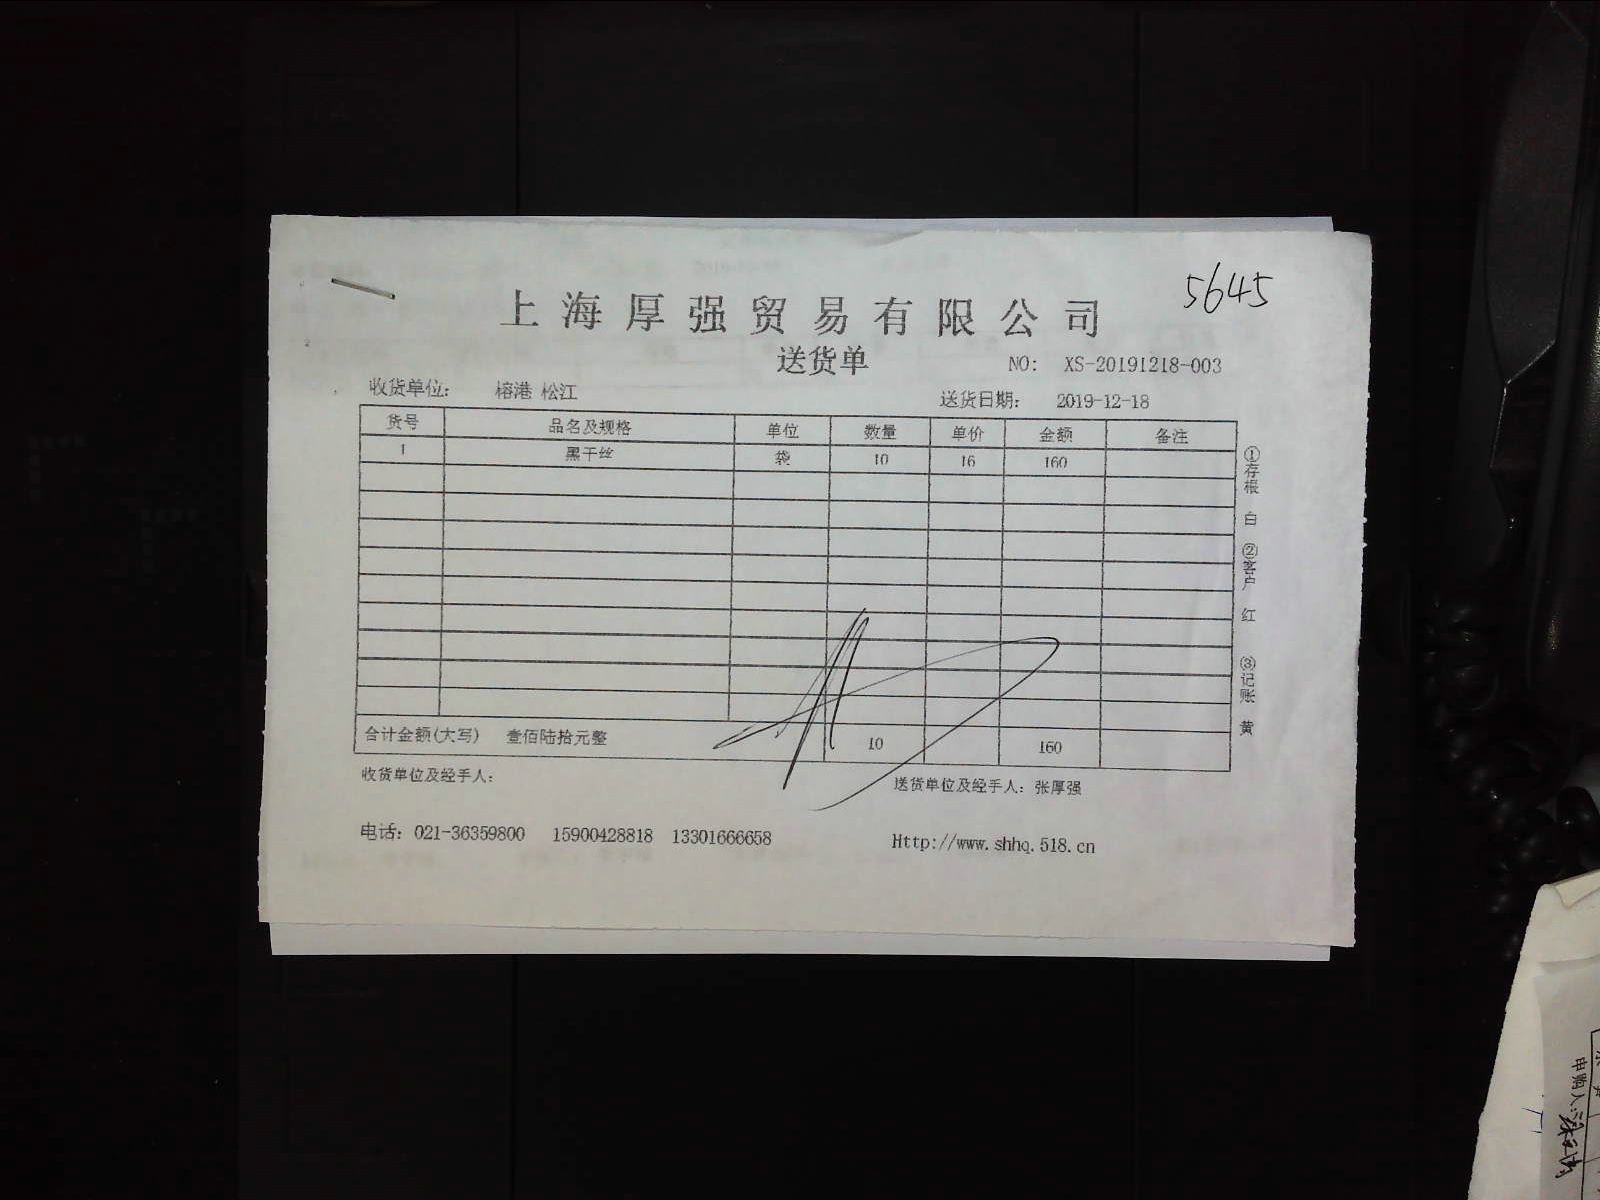 5645
上海厚强贸易有限公司
送货单
NO: XS-20191218-003
收货单位: 榕港 松江
送货日期: 2019-12-18
货号 品名及规格 单位 数量 单价 金额 备注
1 黑干丝 袋 10 16 160
合计金额(大写) 壹佰陆拾元整 10 160
①存根 白 ②客户 红 ③记账 黄
收货单位及经手人:
送货单位及经手人: 张厚强
电话: 021-36359800 15900428818 13301666658
Http://www.shhq.518.cn
申购人: